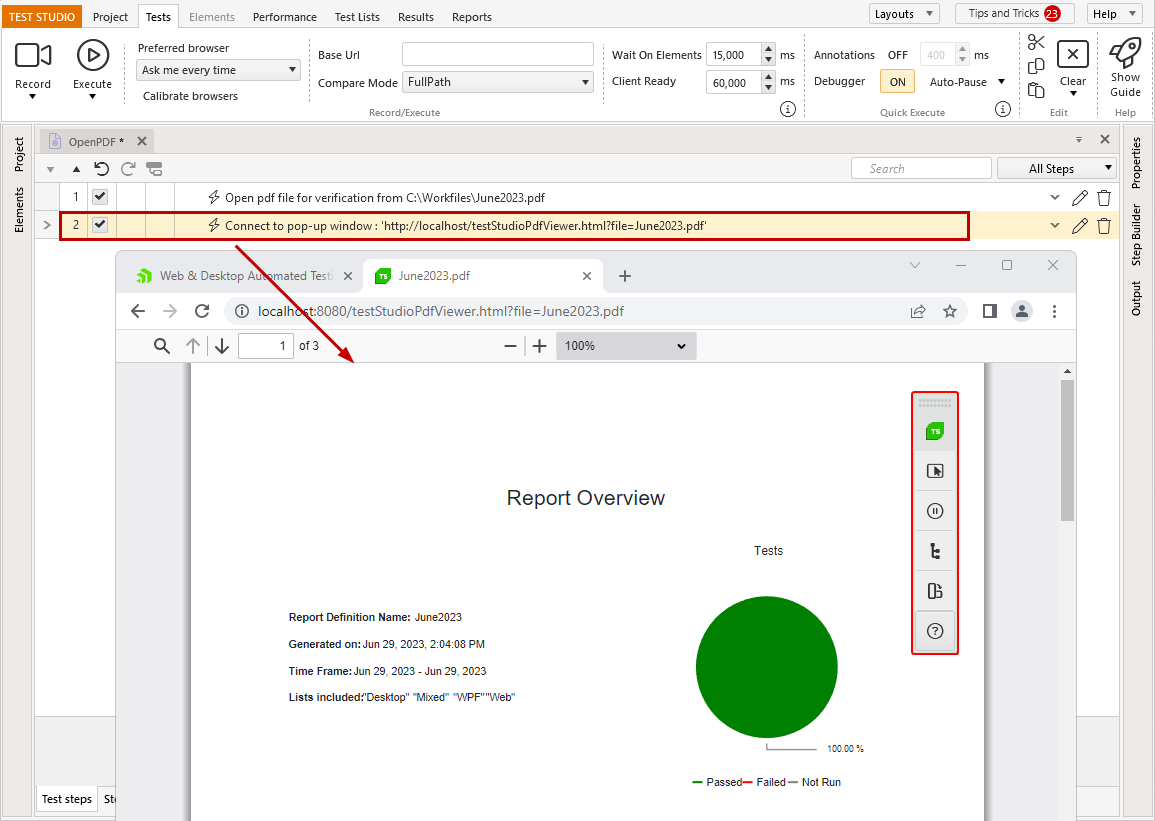 TEST STUDIO Project Tests Elements Performance Test Lists Results Reports Layouts Tips and Tricks 23 Help
Record
Execute
Preferred browser
Ask me every time
Calibrate browsers
Base Url
Compare Mode FullPath
Record/Execute
Wait On Elements 15,000 ms
Client Ready 60,000 ms
Annotations OFF 400 ms
Debugger ON Auto-Pause
Quick Execute
Clear
Edit
Show
Guide
Help
Project
Elements
OpenPDF *
Search All Steps
1 Open pdf file for verification from C:\Workfiles\June2023.pdf
2 Connect to pop-up window : 'http://localhost/testStudioPdfViewer.html?file=June2023.pdf'
Properties
Step Builder
Output
Web & Desktop Automated Testi TS June2023.pdf
localhost:8080/testStudioPdfViewer.html?file=June2023.pdf
1 of 3 100%
TS
Report Overview
Tests
Report Definition Name: June2023
Generated on: Jun 29, 2023, 2:04:08 PM
Time Frame: Jun 29, 2023 - Jun 29, 2023
Lists included:"Desktop" "Mixed" "WPF" "Web"
100.00 %
Passed Failed Not Run
Test steps Ste